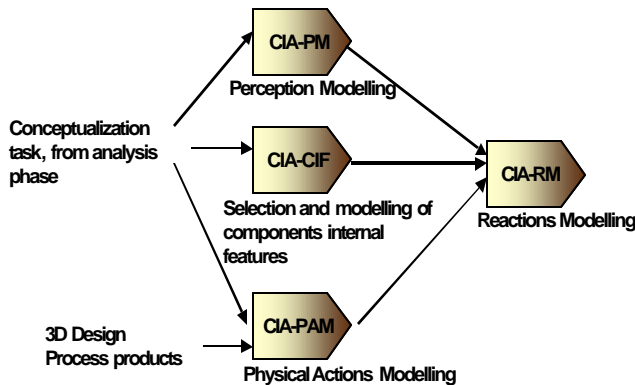 CIA-PM
Perception Modelling
Conceptualization
task, from analysis
phase
CIA-CIF
Selection and modelling of
components internal
features
CIA-RM
Reactions Modelling
3D Design
Process products
CIA-PAM
Physical Actions Modelling